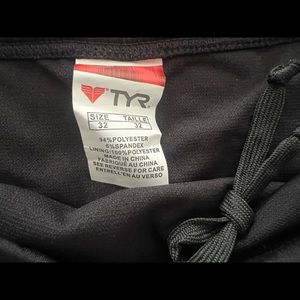 TYR
SIZE TAILLE
32 32
94%POLYESTER
6%SPANDEX
LINING:100%POLYESTER
MADE IN CHINA
FABRIQUÉ AU CHINE
SEE REVERSE FOR CARE
ENTRETIEN AU VERSO